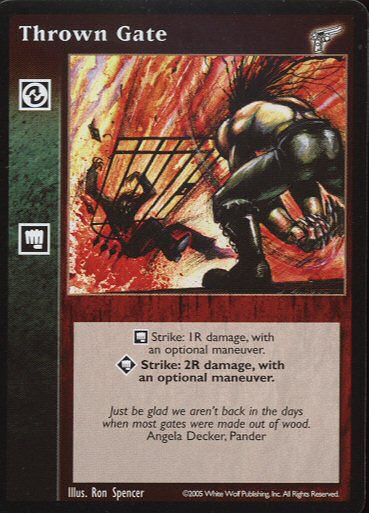 Thrown Gate
Strike: 1R damage, with
an optional maneuver.
Strike: 2R damage, with
an optional maneuver.
Just be glad we aren't back in the days
when most gates were made out of wood.
Angela Decker, Pander
Illus. Ron Spencer
©2005 White Wolf Publishing, Inc. All Rights Reserved.